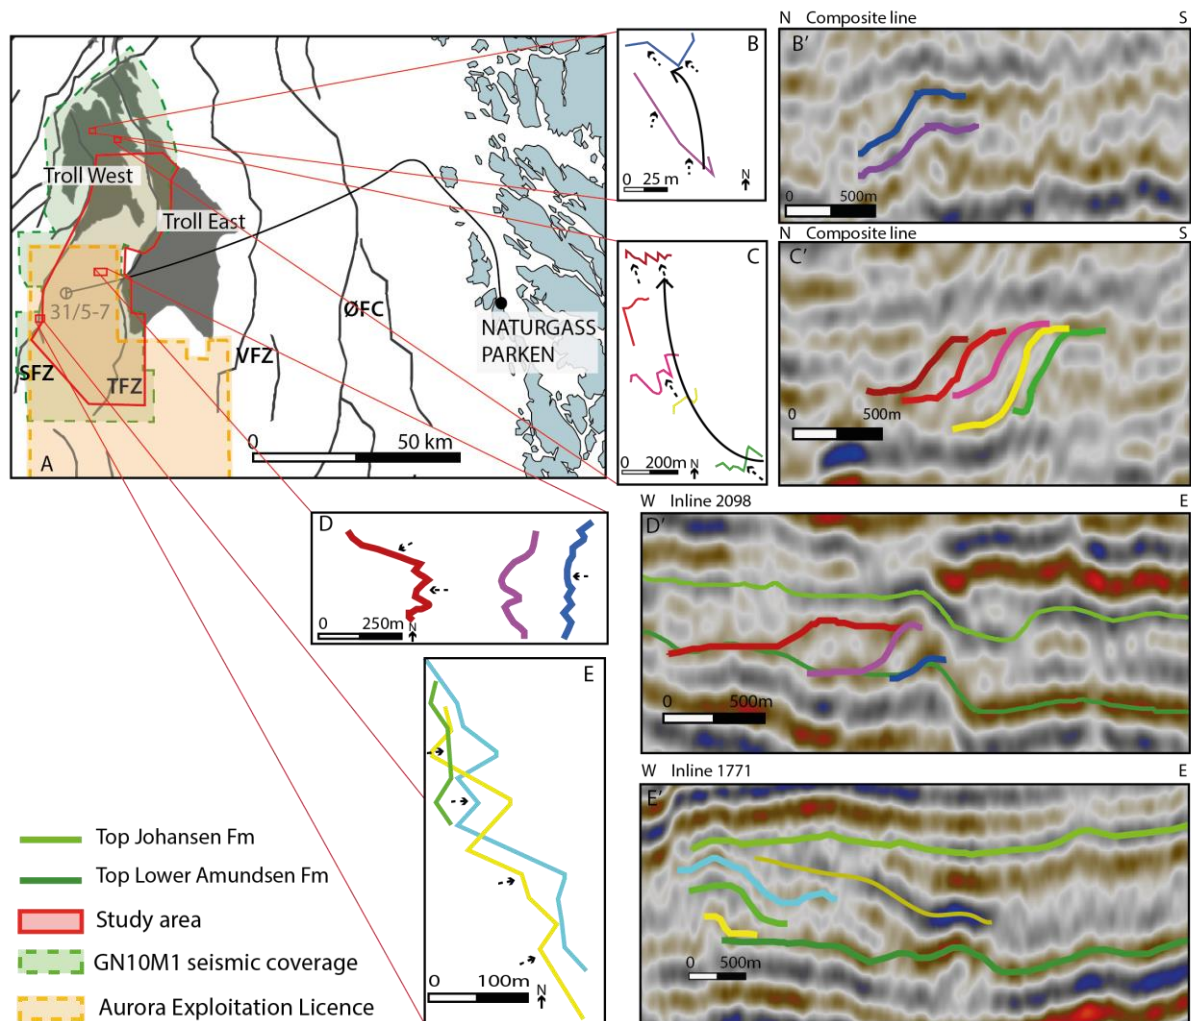 Troll West
Troll East
31/5-7
ØFC
NATURGASS
PARKEN
SFZ
TFZ
VFZ
0 50 km
A
B
0 25 m N
N Composite line S
B'
0 500m
C
0 200m N
N Composite line S
C'
0 500m
D
0 250m N
W Inline 2098 E
D'
0 500m
E
0 100m N
W Inline 1771 E
E'
0 500m
Top Johansen Fm
Top Lower Amundsen Fm
Study area
GN10M1 seismic coverage
Aurora Exploitation Licence